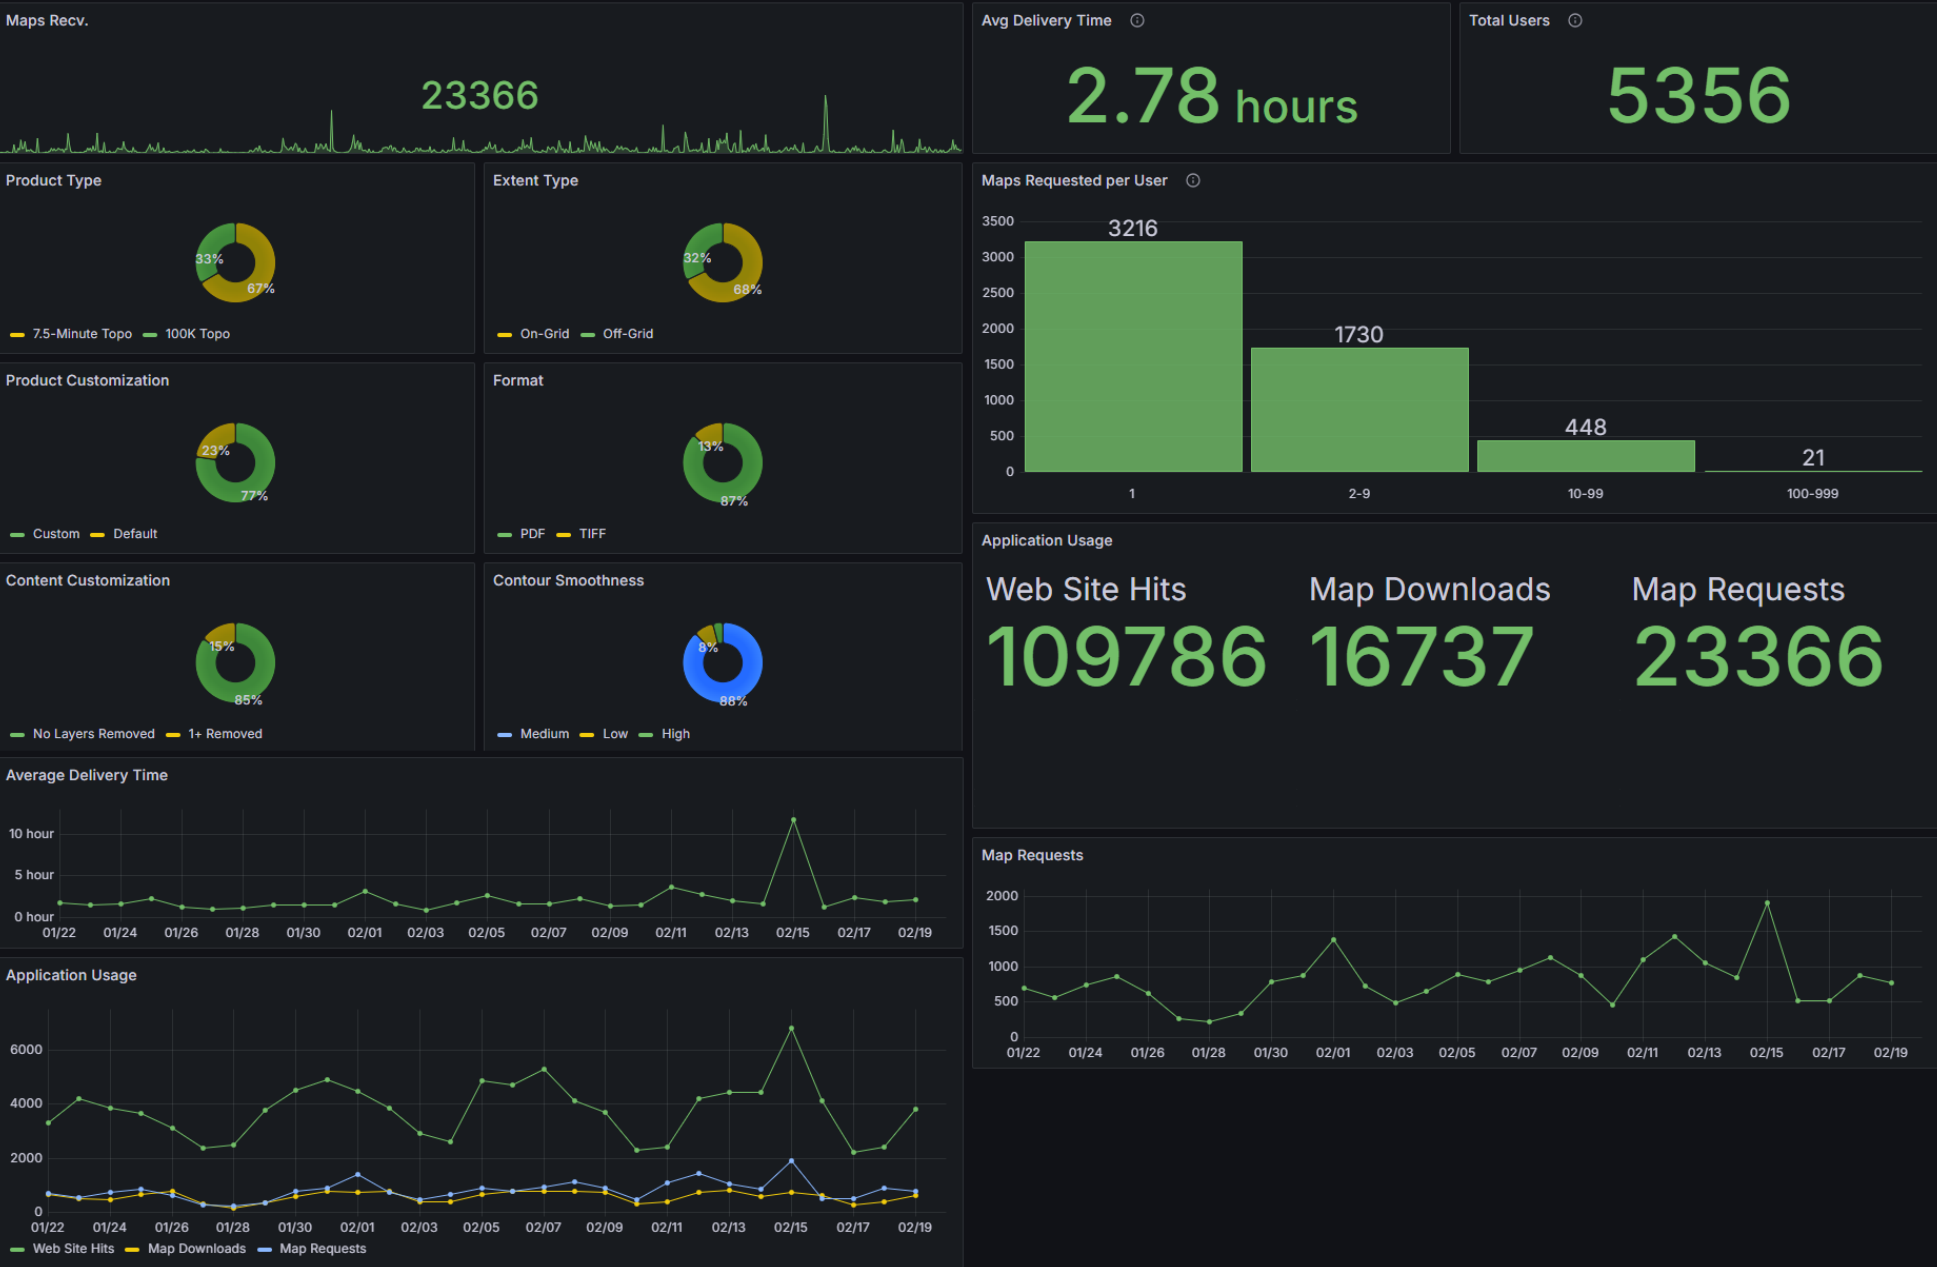 Maps Recv.
23366
Avg Delivery Time
2.78 hours
Total Users
5356
Product Type
33%
67%
7.5-Minute Topo 100K Topo
Extent Type
32%
68%
On-Grid Off-Grid
Maps Requested per User
3500
3000
2500
2000
1500
1000
500
0
3216
1730
448
21
1 2-9 10-99 100-999
Product Customization
23%
77%
Custom Default
Format
13%
87%
PDF TIFF
Content Customization
15%
85%
No Layers Removed 1+ Removed
Contour Smoothness
8%
88%
Medium Low High
Application Usage
Web Site Hits Map Downloads Map Requests
109786 16737 23366
Average Delivery Time
10 hour
5 hour
0 hour
01/22 01/24 01/26 01/28 01/30 02/01 02/03 02/05 02/07 02/09 02/11 02/13 02/15 02/17 02/19
Map Requests
2000
1500
1000
500
0
01/22 01/24 01/26 01/28 01/30 02/01 02/03 02/05 02/07 02/09 02/11 02/13 02/15 02/17 02/19
Application Usage
6000
4000
2000
0
01/22 01/24 01/26 01/28 01/30 02/01 02/03 02/05 02/07 02/09 02/11 02/13 02/15 02/17 02/19
Web Site Hits Map Downloads Map Requests